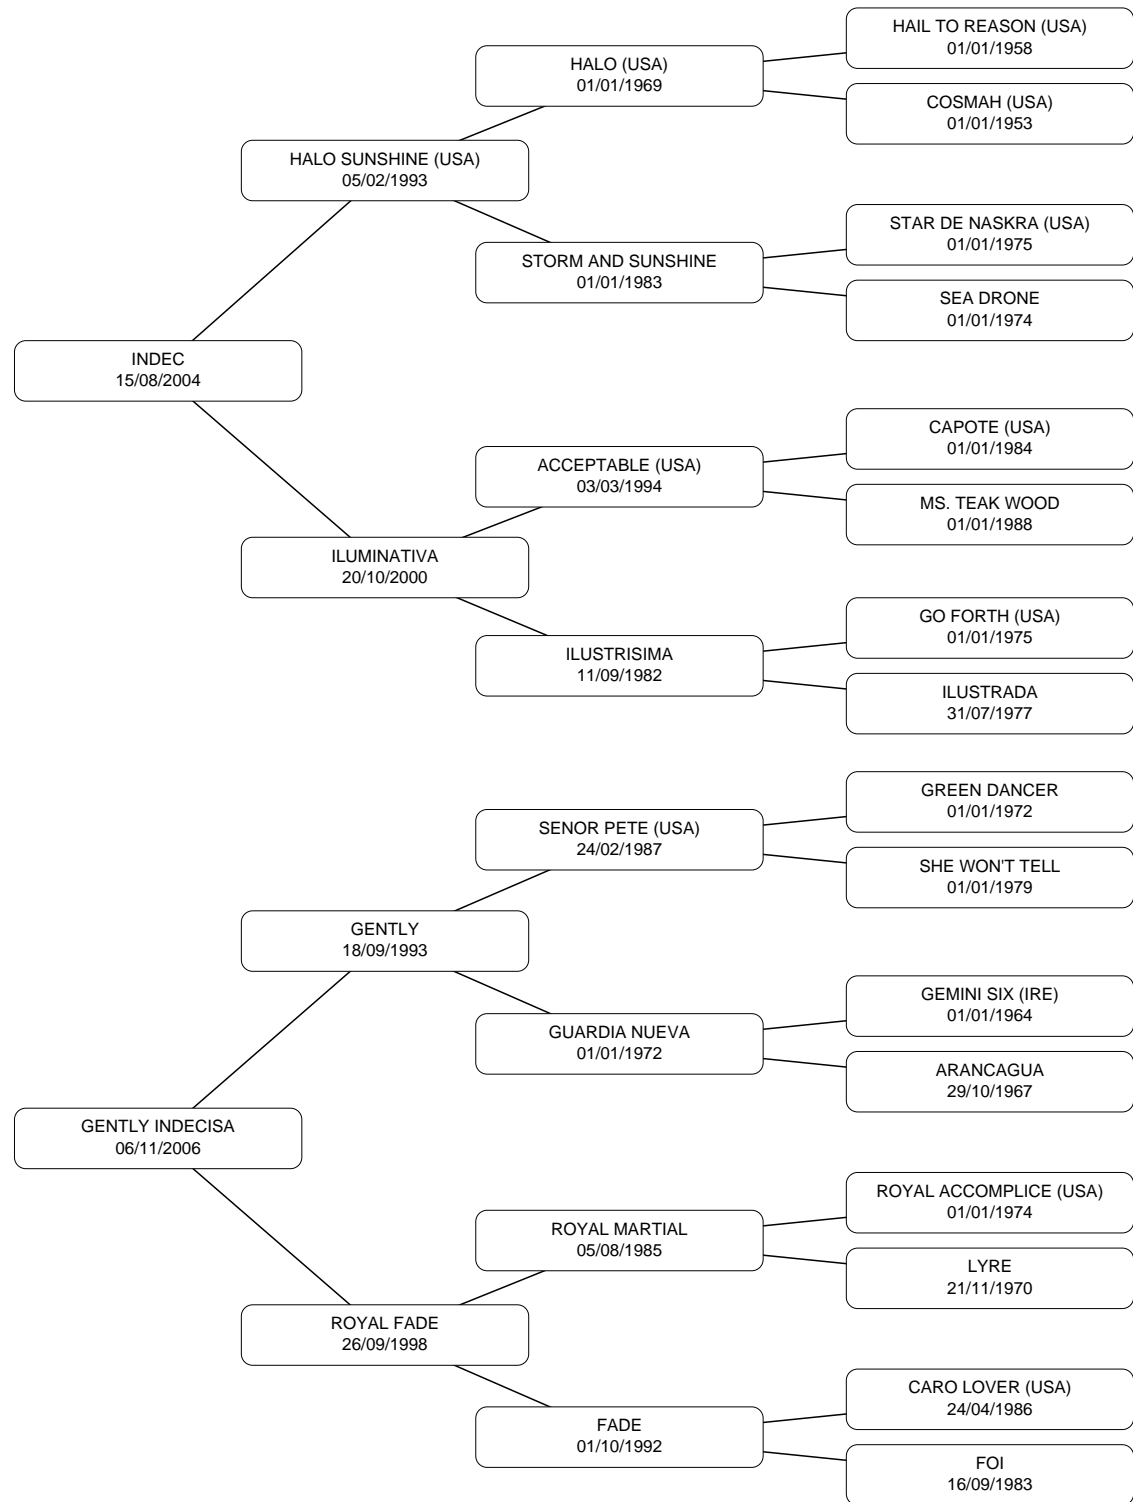 HAIL TO REASON (USA)
01/01/1958
HALO (USA)
01/01/1969
COSMAH (USA)
01/01/1953
HALO SUNSHINE (USA)
05/02/1993
STAR DE NASKRA (USA)
01/01/1975
STORM AND SUNSHINE
01/01/1983
SEA DRONE
01/01/1974
INDEC
15/08/2004
CAPOTE (USA)
01/01/1984
ACCEPTABLE (USA)
03/03/1994
MS. TEAK WOOD
01/01/1988
ILUMINATIVA
20/10/2000
GO FORTH (USA)
01/01/1975
ILUSTRISIMA
11/09/1982
ILUSTRADA
31/07/1977
GREEN DANCER
01/01/1972
SENOR PETE (USA)
24/02/1987
SHE WON'T TELL
01/01/1979
GENTLY
18/09/1993
GEMINI SIX (IRE)
01/01/1964
GUARDIA NUEVA
01/01/1972
ARANCAGUA
29/10/1967
GENTLY INDECISA
06/11/2006
ROYAL ACCOMPLICE (USA)
01/01/1974
ROYAL MARTIAL
05/08/1985
LYRE
21/11/1970
ROYAL FADE
26/09/1998
CARO LOVER (USA)
24/04/1986
FADE
01/10/1992
FOI
16/09/1983